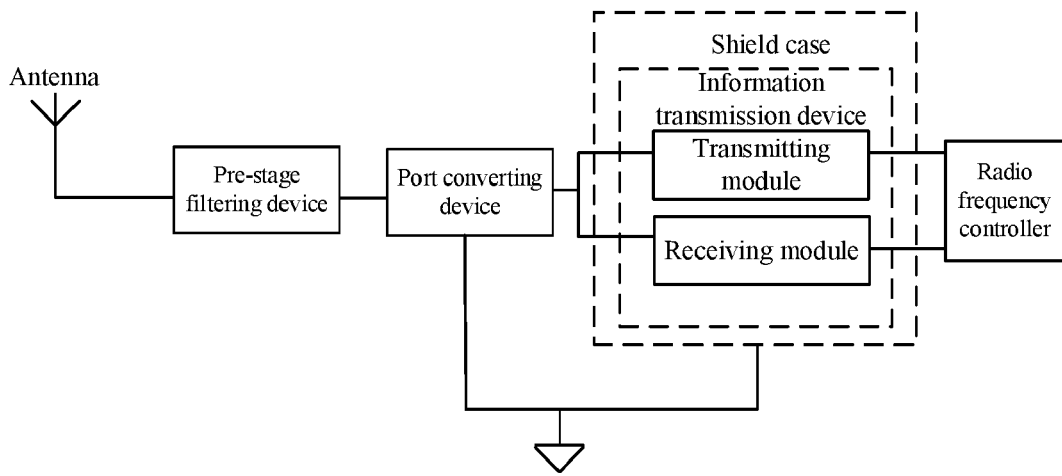 Shield case
Antenna
Information
transmission device
Transmitting
module
Pre-stage
filtering device
Port converting
device
Radio
frequency
controller
Receiving module